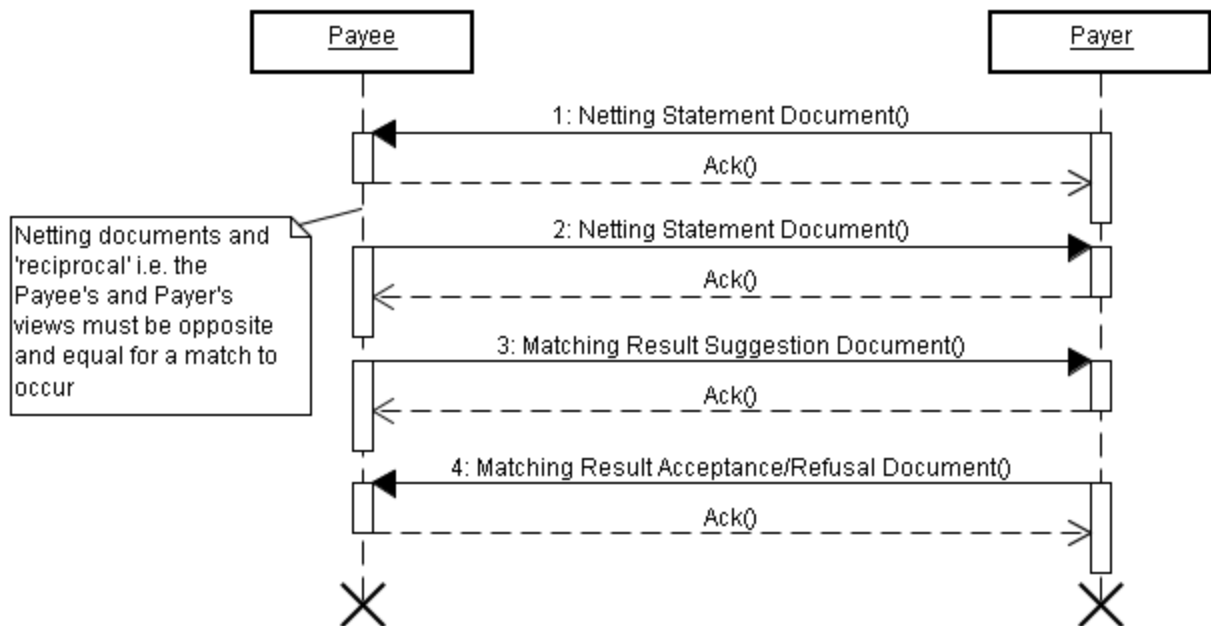 Payee
Payer
1: Netting Statement Document()
Ack()
Netting documents and
'reciprocal' i.e. the
Payee's and Payer's
views must be opposite
and equal for a match to
occur
2: Netting Statement Document()
Ack()
3: Matching Result Suggestion Document()
Ack()
4: Matching Result Acceptance/Refusal Document()
Ack()